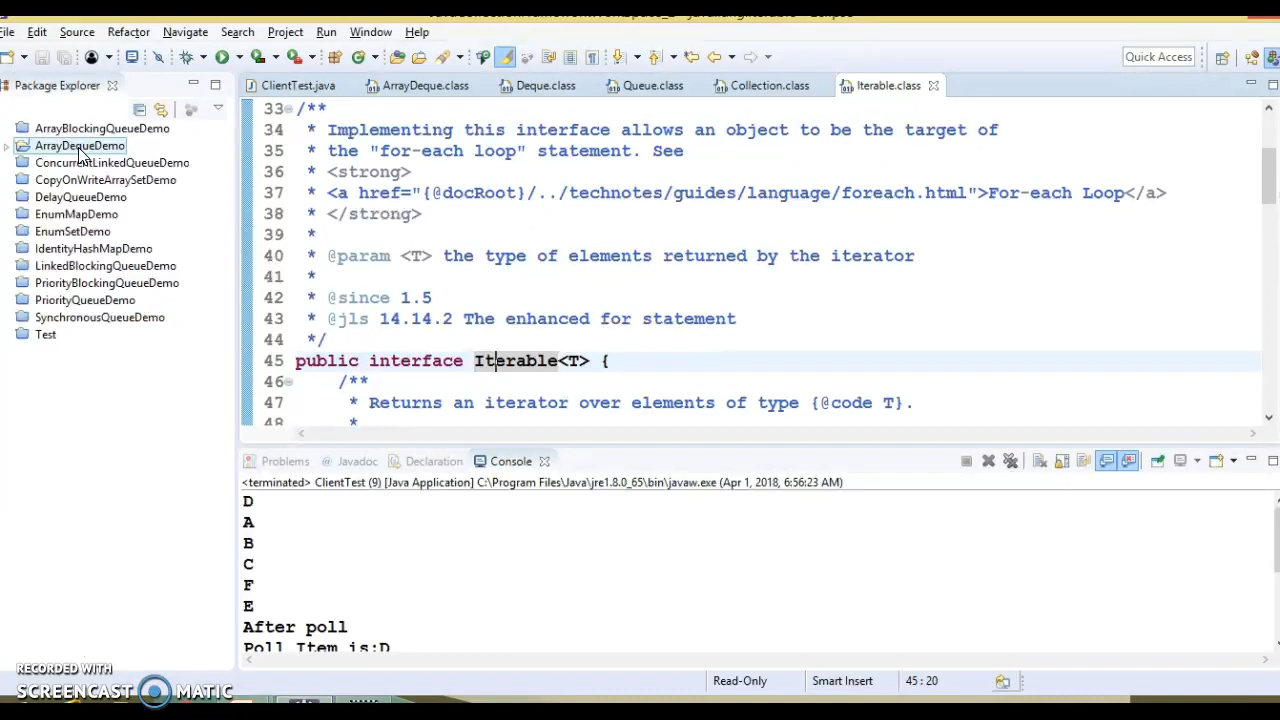 File Edit Source Refactor Navigate Search Project Run Window Help
Quick Access
Package Explorer
ClientTest.java ArrayDeque.class Deque.class Queue.class Collection.class Iterable.class
ArrayBlockingQueueDemo
ArrayDequeDemo
ConcurrentLinkedQueueDemo
CopyOnWriteArraySetDemo
DelayQueueDemo
EnumMapDemo
EnumSetDemo
IdentityHashMapDemo
LinkedBlockingQueueDemo
PriorityBlockingQueueDemo
PriorityQueueDemo
SynchronousQueueDemo
Test
33 /**
34 * Implementing this interface allows an object to be the target of
35 * the "for-each loop" statement. See
36 * <strong>
37 * <a href="{@docRoot}/../technotes/guides/language/foreach.html">For-each Loop</a>
38 * </strong>
39 *
40 * @param <T> the type of elements returned by the iterator
41 *
42 * @since 1.5
43 * @jls 14.14.2 The enhanced for statement
44 */
45 public interface Iterable<T> {
46 /**
47 * Returns an iterator over elements of type {@code T}.
48 *
Problems Javadoc Declaration Console
<terminated> ClientTest (9) [Java Application] C:\Program Files\Java\jre1.8.0_65\bin\javaw.exe (Apr 1, 2018, 6:56:23 AM)
D
A
B
C
F
E
After poll
Poll Item is:D
Read-Only Smart Insert 45 : 20
RECORDED WITH
SCREENCAST MATIC